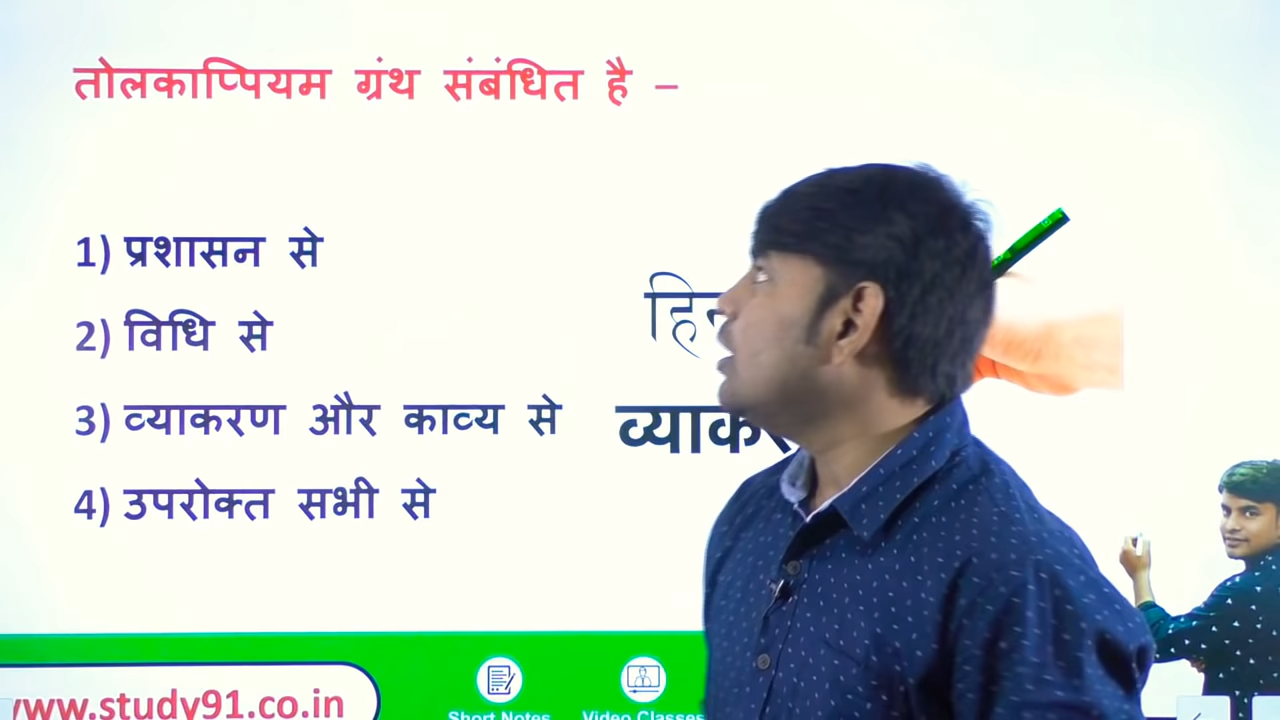 तोलकाप्पियम ग्रंथ संबंधित है –
1) प्रशासन से
2) विधि से
3) व्याकरण और काव्य से
4) उपरोक्त सभी से
www.study91.co.in
Short Notes
Video Classes